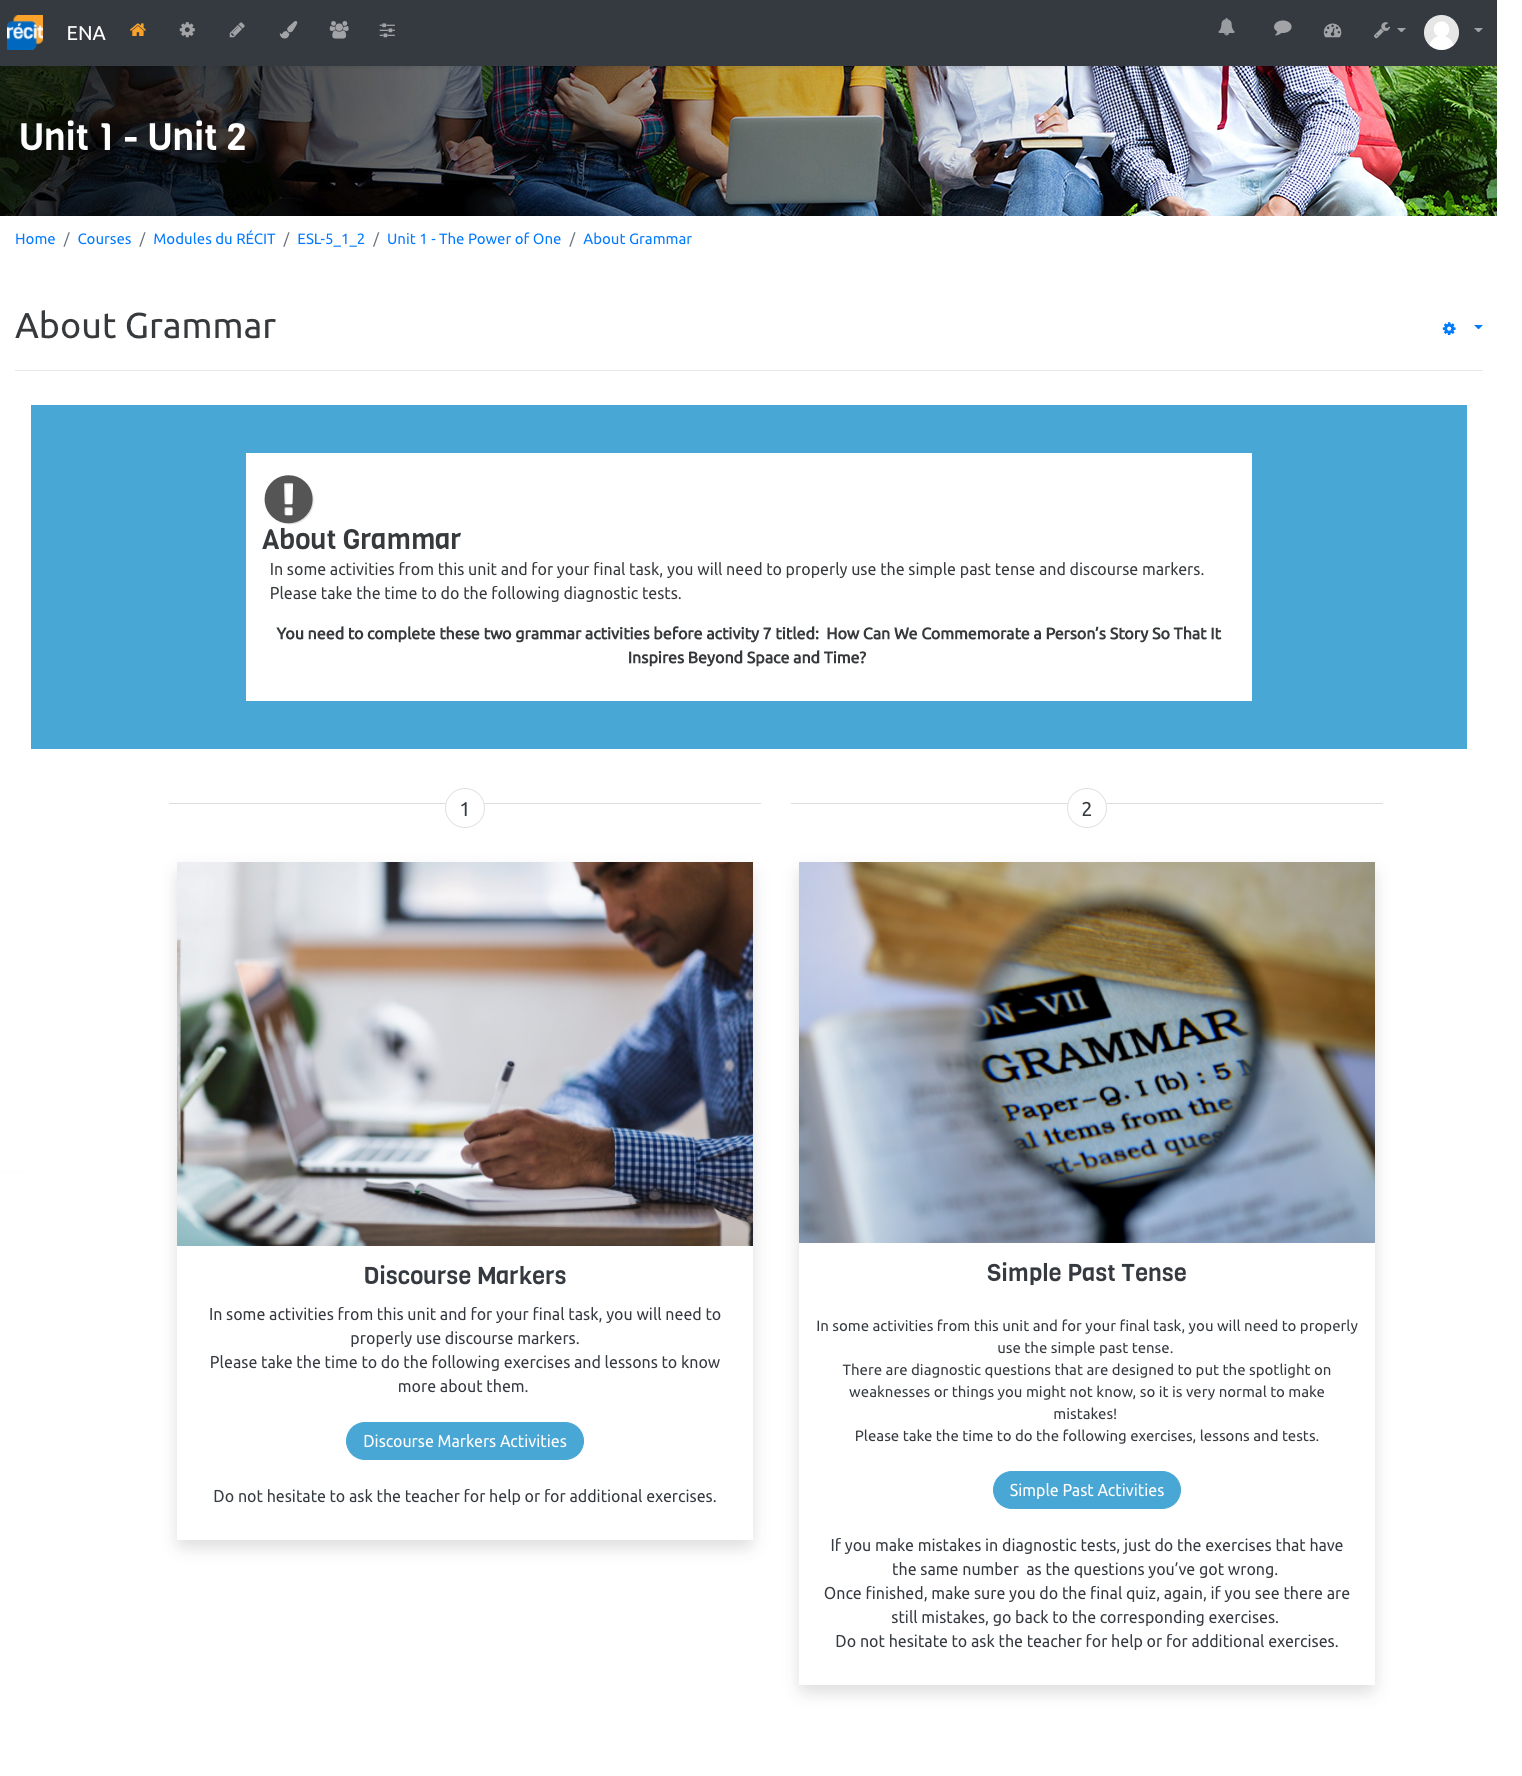 récit
ENA
Unit 1 - Unit 2
Home / Courses / Modules du RÉCIT / ESL-5_1_2 / Unit 1 - The Power of One / About Grammar
About Grammar
About Grammar
In some activities from this unit and for your final task, you will need to properly use the simple past tense and discourse markers.
Please take the time to do the following diagnostic tests.
You need to complete these two grammar activities before activity 7 titled:  How Can We Commemorate a Person’s Story So That It
Inspires Beyond Space and Time?
1
Discourse Markers
In some activities from this unit and for your final task, you will need to
properly use discourse markers.
Please take the time to do the following exercises and lessons to know
more about them.
Discourse Markers Activities
Do not hesitate to ask the teacher for help or for additional exercises.
2
ON-VII
GRAMMAR
Paper-Q. I (b) : 5
al items from the
xt-based
Simple Past Tense
In some activities from this unit and for your final task, you will need to properly
use the simple past tense.
There are diagnostic questions that are designed to put the spotlight on
weaknesses or things you might not know, so it is very normal to make
mistakes!
Please take the time to do the following exercises, lessons and tests.
Simple Past Activities
If you make mistakes in diagnostic tests, just do the exercises that have
the same number  as the questions you’ve got wrong.
Once finished, make sure you do the final quiz, again, if you see there are
still mistakes, go back to the corresponding exercises.
Do not hesitate to ask the teacher for help or for additional exercises.